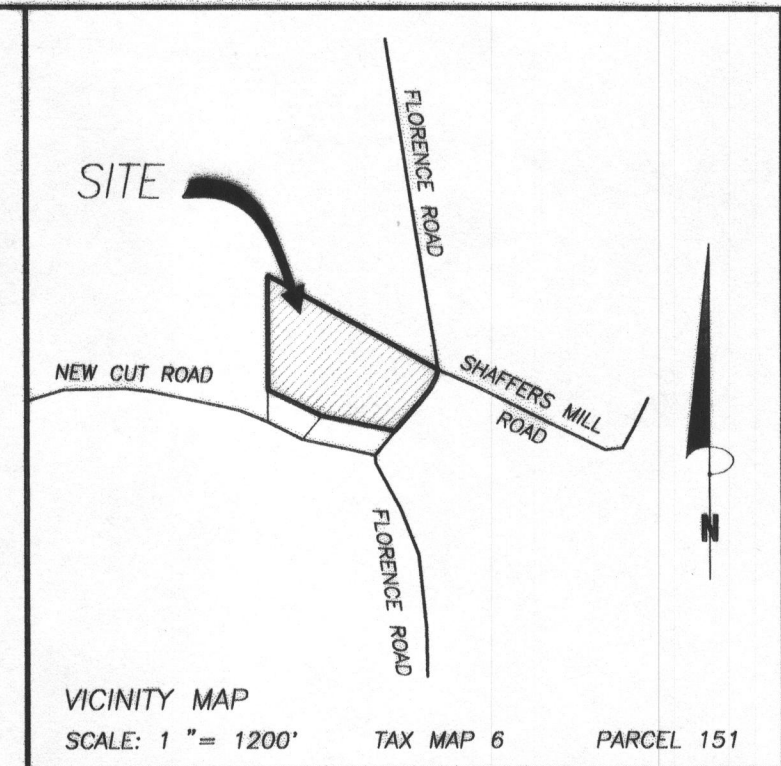 FLORENCE ROAD
SITE
NEW CUT ROAD
SHAFFERS MILL
ROAD
N
FLORENCE ROAD
VICINITY MAP
SCALE: 1 "= 1200' TAX MAP 6 PARCEL 151